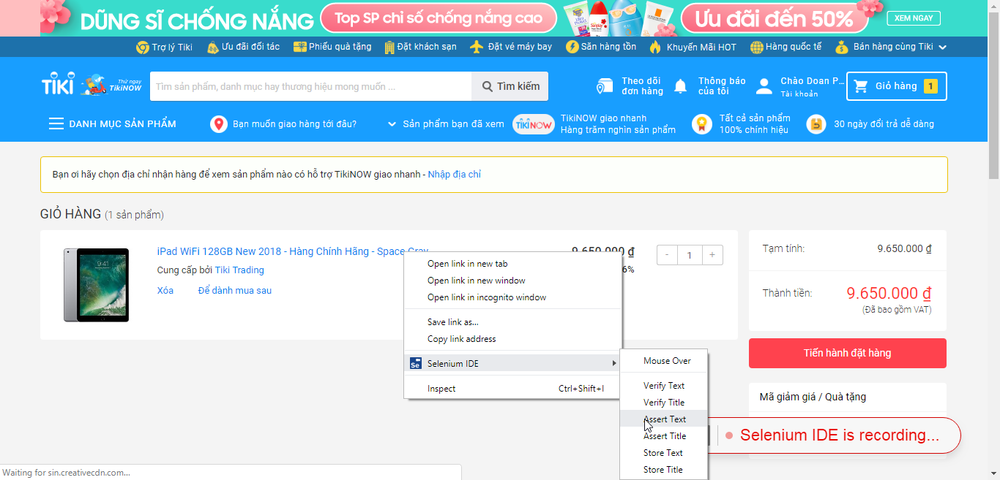 DŨNG SĨ CHỐNG NẮNG
Top SP chỉ số chống nắng cao
Ưu đãi đến 50%
XEM NGAY
Trợ lý Tiki
Ưu đãi đối tác
Phiếu quà tặng
Đặt khách sạn
Đặt vé máy bay
Săn hàng tồn
Khuyến Mãi HOT
Hàng quốc tế
Bán hàng cùng Tiki
TIKI
Thử ngay
TikiNOW
Tìm sản phẩm, danh mục hay thương hiệu mong muốn ...
Tìm kiếm
Theo dõi
đơn hàng
Thông báo
của tôi
Chào Doan P...
Tài khoản
Giỏ hàng
1
DANH MỤC SẢN PHẨM
Bạn muốn giao hàng tới đâu?
Sản phẩm bạn đã xem
TIKINOW
TikiNOW giao nhanh
Hàng trăm nghìn sản phẩm
Tất cả sản phẩm
100% chính hiệu
30 ngày đổi trả dễ dàng
Bạn ơi hãy chọn địa chỉ nhận hàng để xem sản phẩm nào có hỗ trợ TikiNOW giao nhanh - Nhập địa chỉ
GIỎ HÀNG (1 sản phẩm)
9:41
iPad WiFi 128GB New 2018 - Hàng Chính Hãng - Space Gray
Cung cấp bởi Tiki Trading
Xóa
Để dành mua sau
9.650.000 ₫
6%
- 1 +
Tạm tính:
9.650.000 ₫
Thành tiền:
9.650.000 ₫
(Đã bao gồm VAT)
Tiến hành đặt hàng
Mã giảm giá / Quà tặng
Open link in new tab
Open link in new window
Open link in incognito window
Save link as...
Copy link address
Se
Selenium IDE
Inspect
Ctrl+Shift+I
Mouse Over
Verify Text
Verify Title
Assert Text
Assert Title
Store Text
Store Title
Selenium IDE is recording...
Waiting for sin.creativecdn.com...